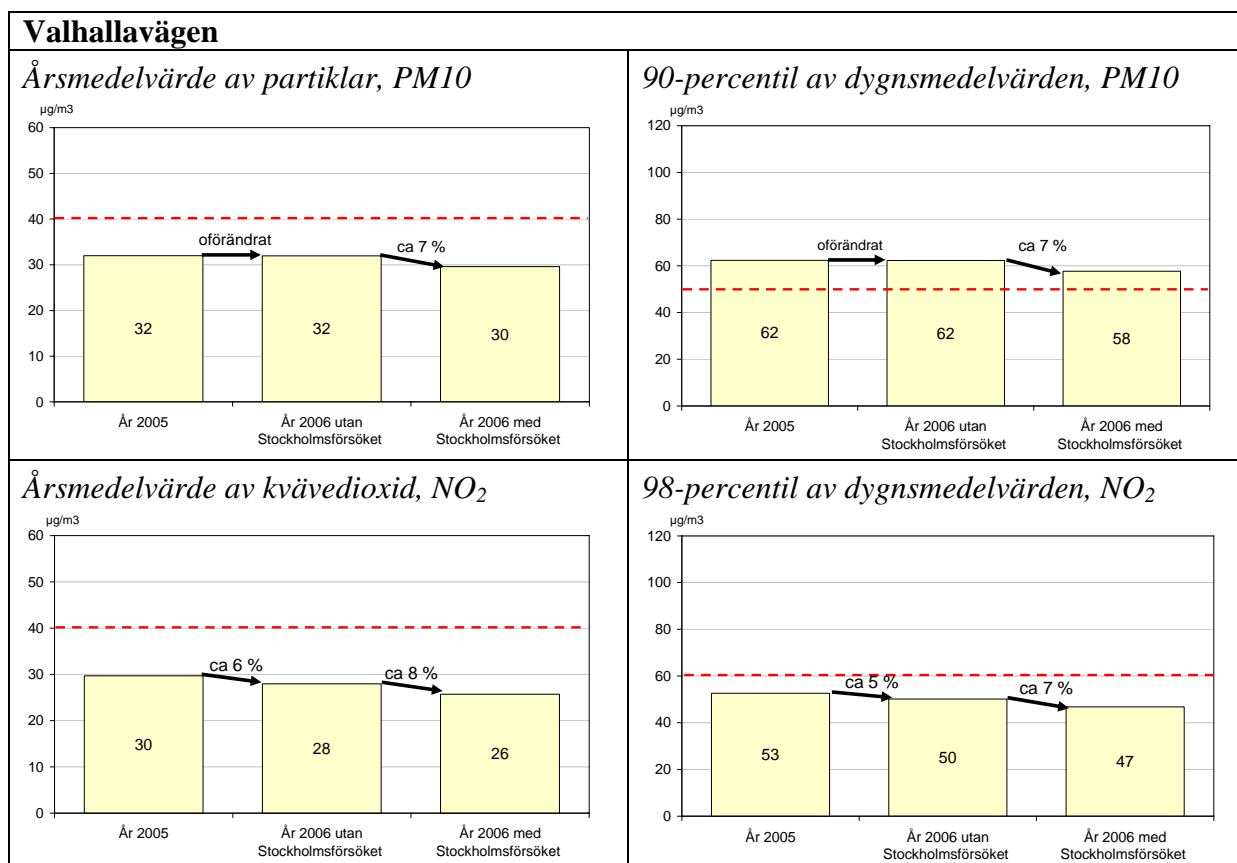 Valhallavägen
Årsmedelvärde av partiklar, PM10
µg/m3
60
50
40
30
20
10
0
oförändrat
ca 7 %
32
32
30
År 2005
År 2006 utan
Stockholmsförsöket
År 2006 med
Stockholmsförsöket
90-percentil av dygnsmedelvärden, PM10
µg/m3
120
100
80
60
40
20
0
oförändrat
ca 7 %
62
62
58
År 2005
År 2006 utan
Stockholmsförsöket
År 2006 med
Stockholmsförsöket
Årsmedelvärde av kvävedioxid, NO2
µg/m3
60
50
40
30
20
10
0
ca 6 %
ca 8 %
30
28
26
År 2005
År 2006 utan
Stockholmsförsöket
År 2006 med
Stockholmsförsöket
98-percentil av dygnsmedelvärden, NO2
µg/m3
120
100
80
60
40
20
0
ca 5 %
ca 7 %
53
50
47
År 2005
År 2006 utan
Stockholmsförsöket
År 2006 med
Stockholmsförsöket